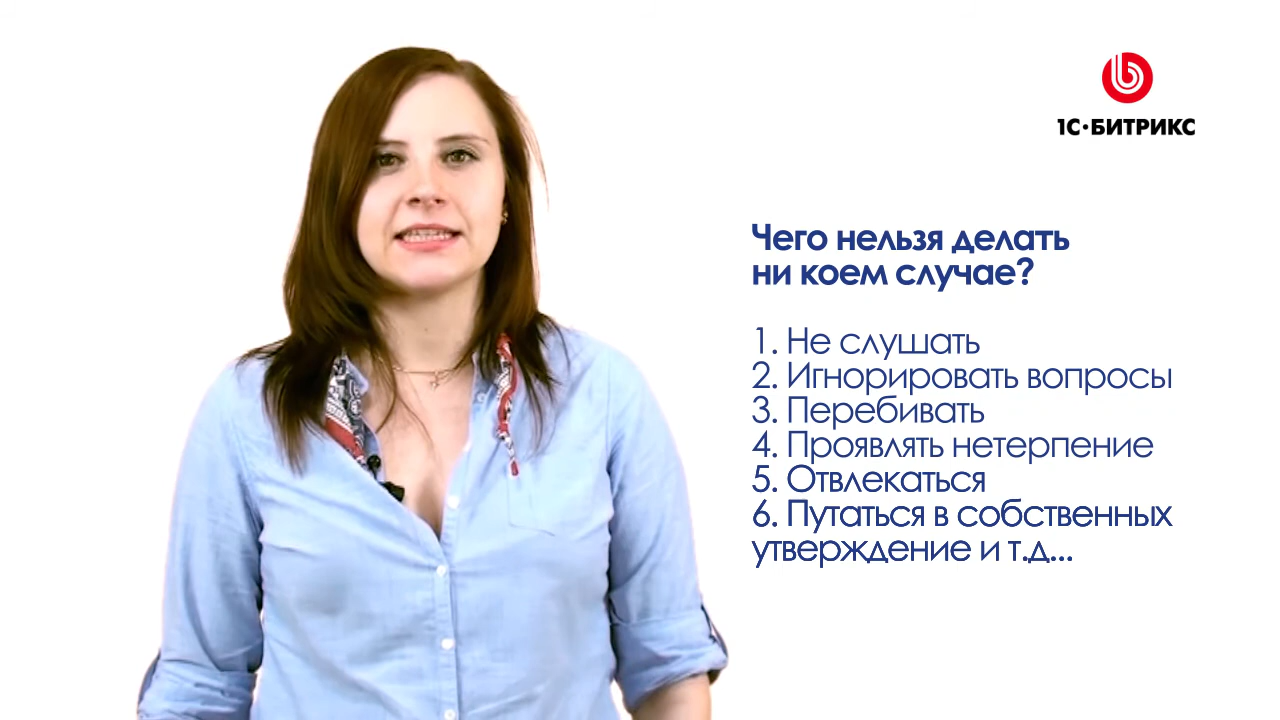 1С·БИТРИКС
Чего нельзя делать
ни коем случае?
1. Не слушать
2. Игнорировать вопросы
3. Перебивать
4. Проявлять нетерпение
5. Отвлекаться
6. Путаться в собственных
утверждение и т.д...